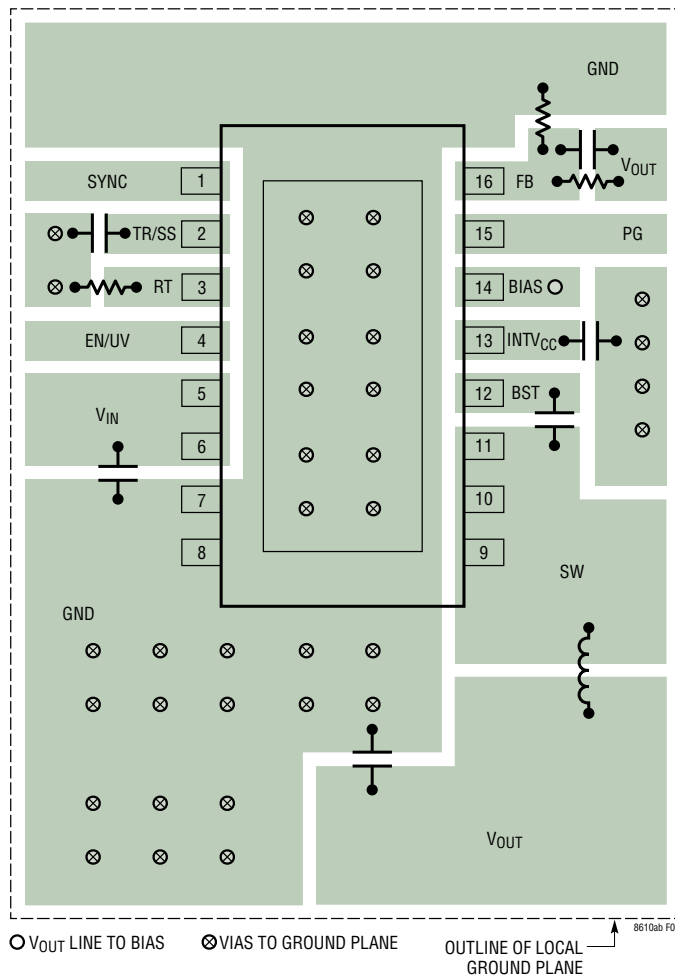 GND
SYNC 1 16 FB VOUT
TR/SS 2 15 PG
RT 3 14 BIAS
EN/UV 4 13 INTVCC
5 12 BST
VIN
6 11
7 10
8 9
SW
GND
VOUT
VOUT LINE TO BIAS
VIAS TO GROUND PLANE
OUTLINE OF LOCAL
GROUND PLANE
8610ab F0